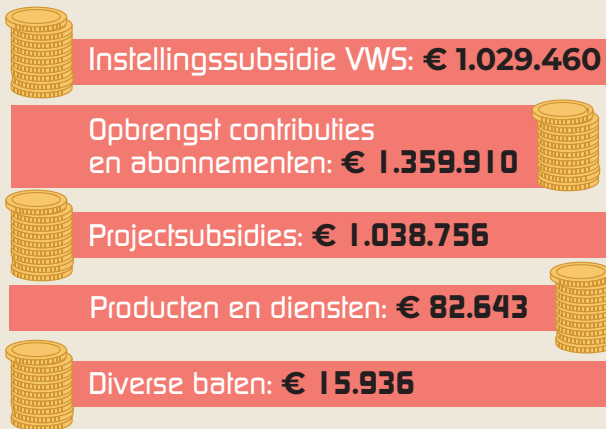 Instellingssubsidie VWS: € 1.029.460
Opbrengst contributies
en abonnementen: € 1.359.910
Projectsubsidies: € 1.038.756
Producten en diensten: € 82.643
Diverse baten: € 15.936